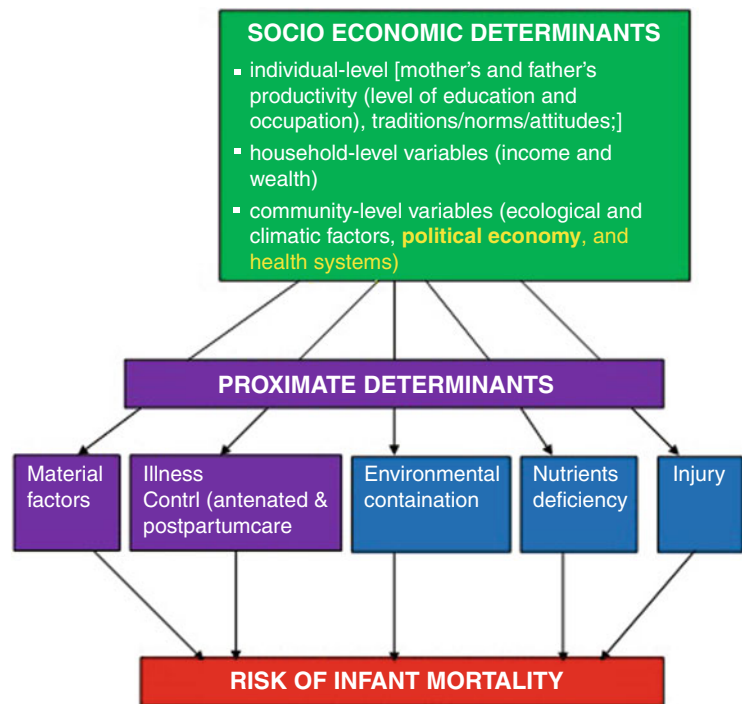 SOCIO ECONOMIC DETERMINANTS
▪ individual-level [mother's and father's
productivity (level of education and
occupation), traditions/norms/attitudes;]
▪ household-level variables (income and
wealth)
▪ community-level variables (ecological and
climatic factors, political economy, and
health systems)
PROXIMATE DETERMINANTS
Material
factors
Illness
Contrl (antenated &
postpartumcare
Environmental
containation
Nutrients
deficiency
Injury
RISK OF INFANT MORTALITY